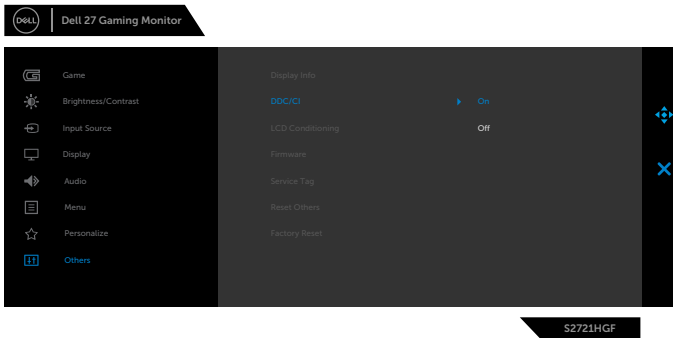 DELL
Dell 27 Gaming Monitor
Game
Display Info
Brightness/Contrast
DDC/CI
On
Input Source
LCD Conditioning
Off
Display
Firmware
Audio
Service Tag
Menu
Reset Others
Personalize
Factory Reset
Others
S2721HGF